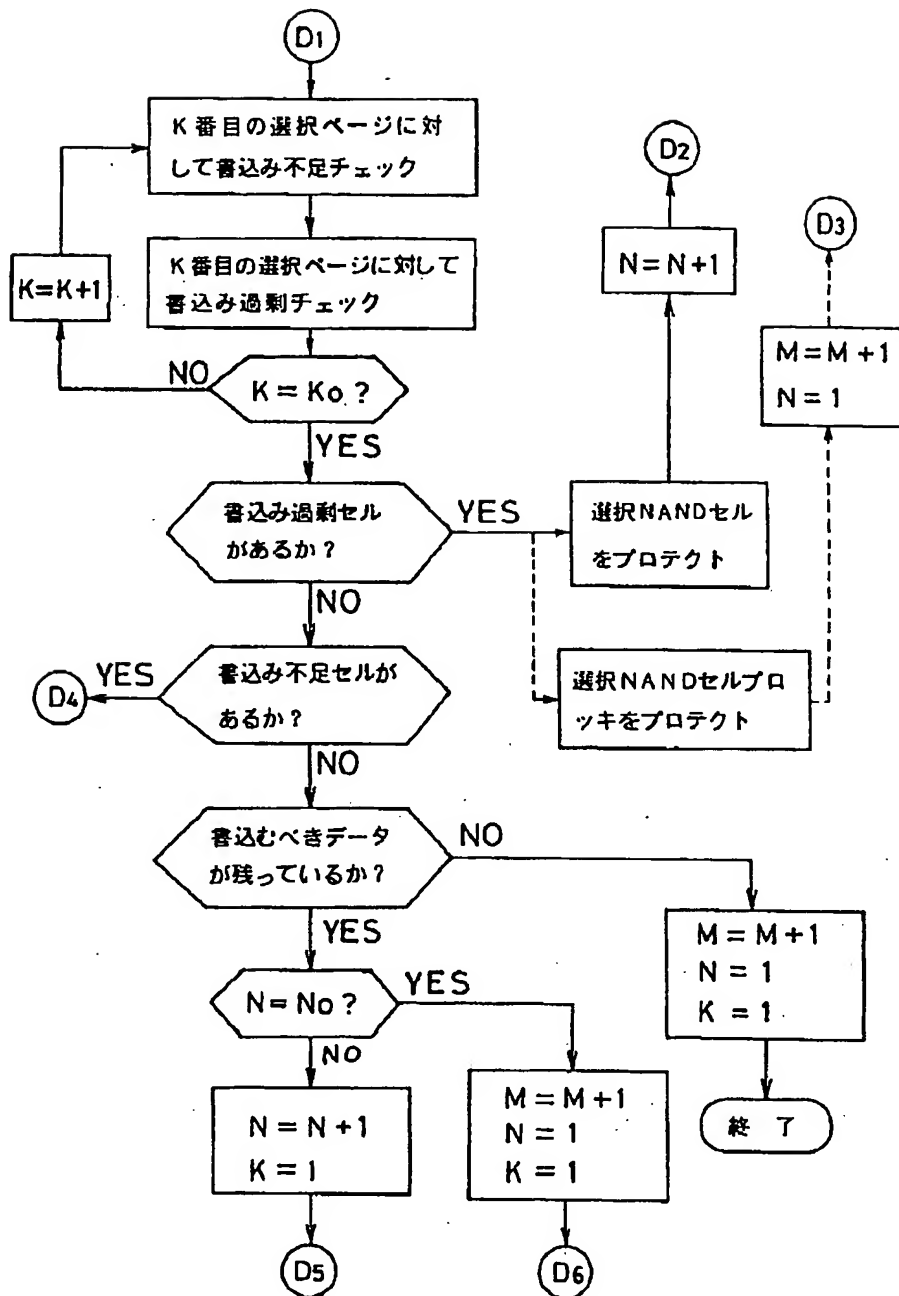 D1
K番目の選択ページに対
して書込み不足チェック
D2
D3
K番目の選択ページに対して
書込み過剰チェック
K=K+1
N=N+1
M=M+1
N=1
NO
K=Ko?
YES
書込み過剰セル
があるか?
YES
選択NANDセル
をプロテクト
NO
YES
D4
書込み不足セルが
あるか?
選択NANDセルプロ
ッキをプロテクト
NO
書込むべきデータ
が残っているか?
NO
YES
M=M+1
N=1
K=1
N=No?
YES
NO
N=N+1
K=1
M=M+1
N=1
K=1
終了
D5
D6